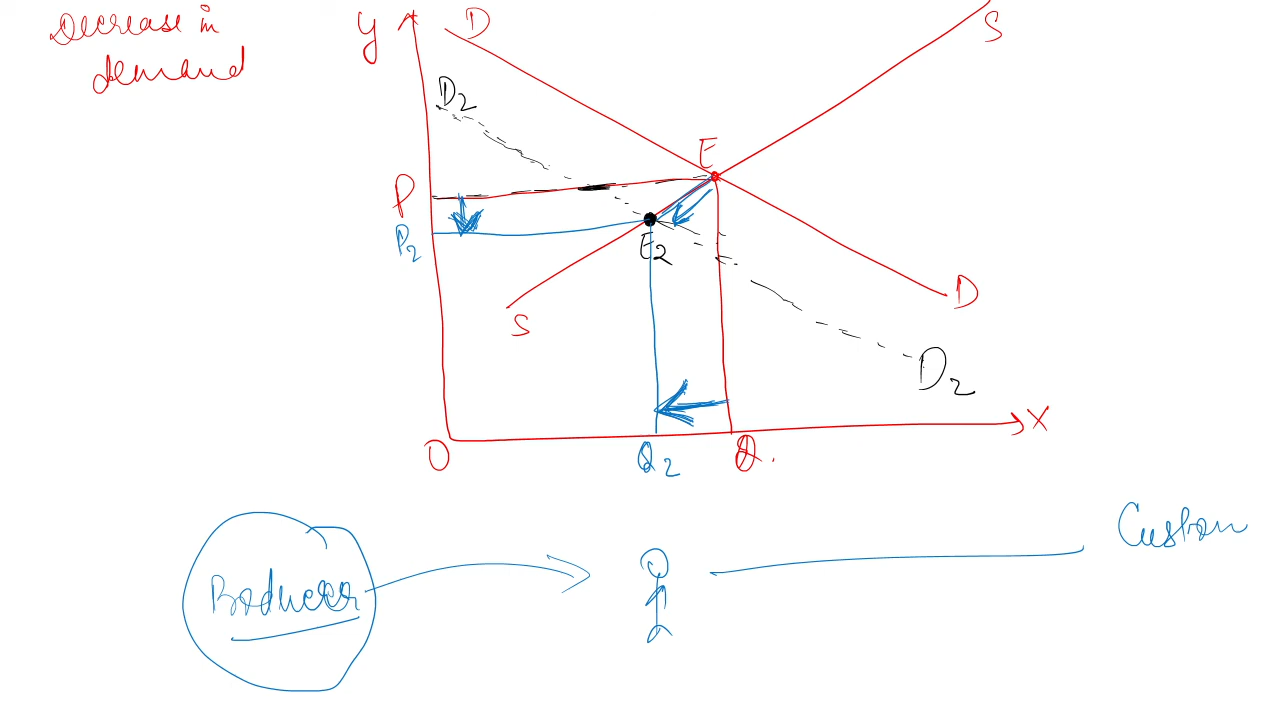 Decrease in
demand
Y
D
S
D2
E
P
P2
E2
S
D
D2
X
O
Q2
Q.
Custom
Producer